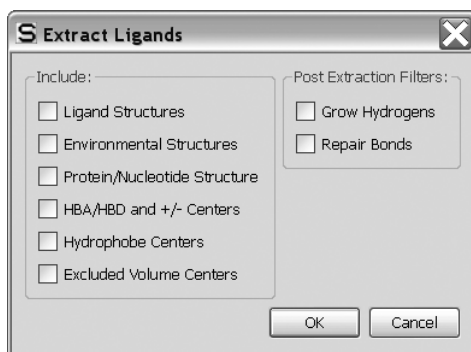 S Extract Ligands
Include:
Ligand Structures
Environmental Structures
Protein/Nucleotide Structure
HBA/HBD and +/- Centers
Hydrophobe Centers
Excluded Volume Centers
Post Extraction Filters:
Grow Hydrogens
Repair Bonds
OK
Cancel